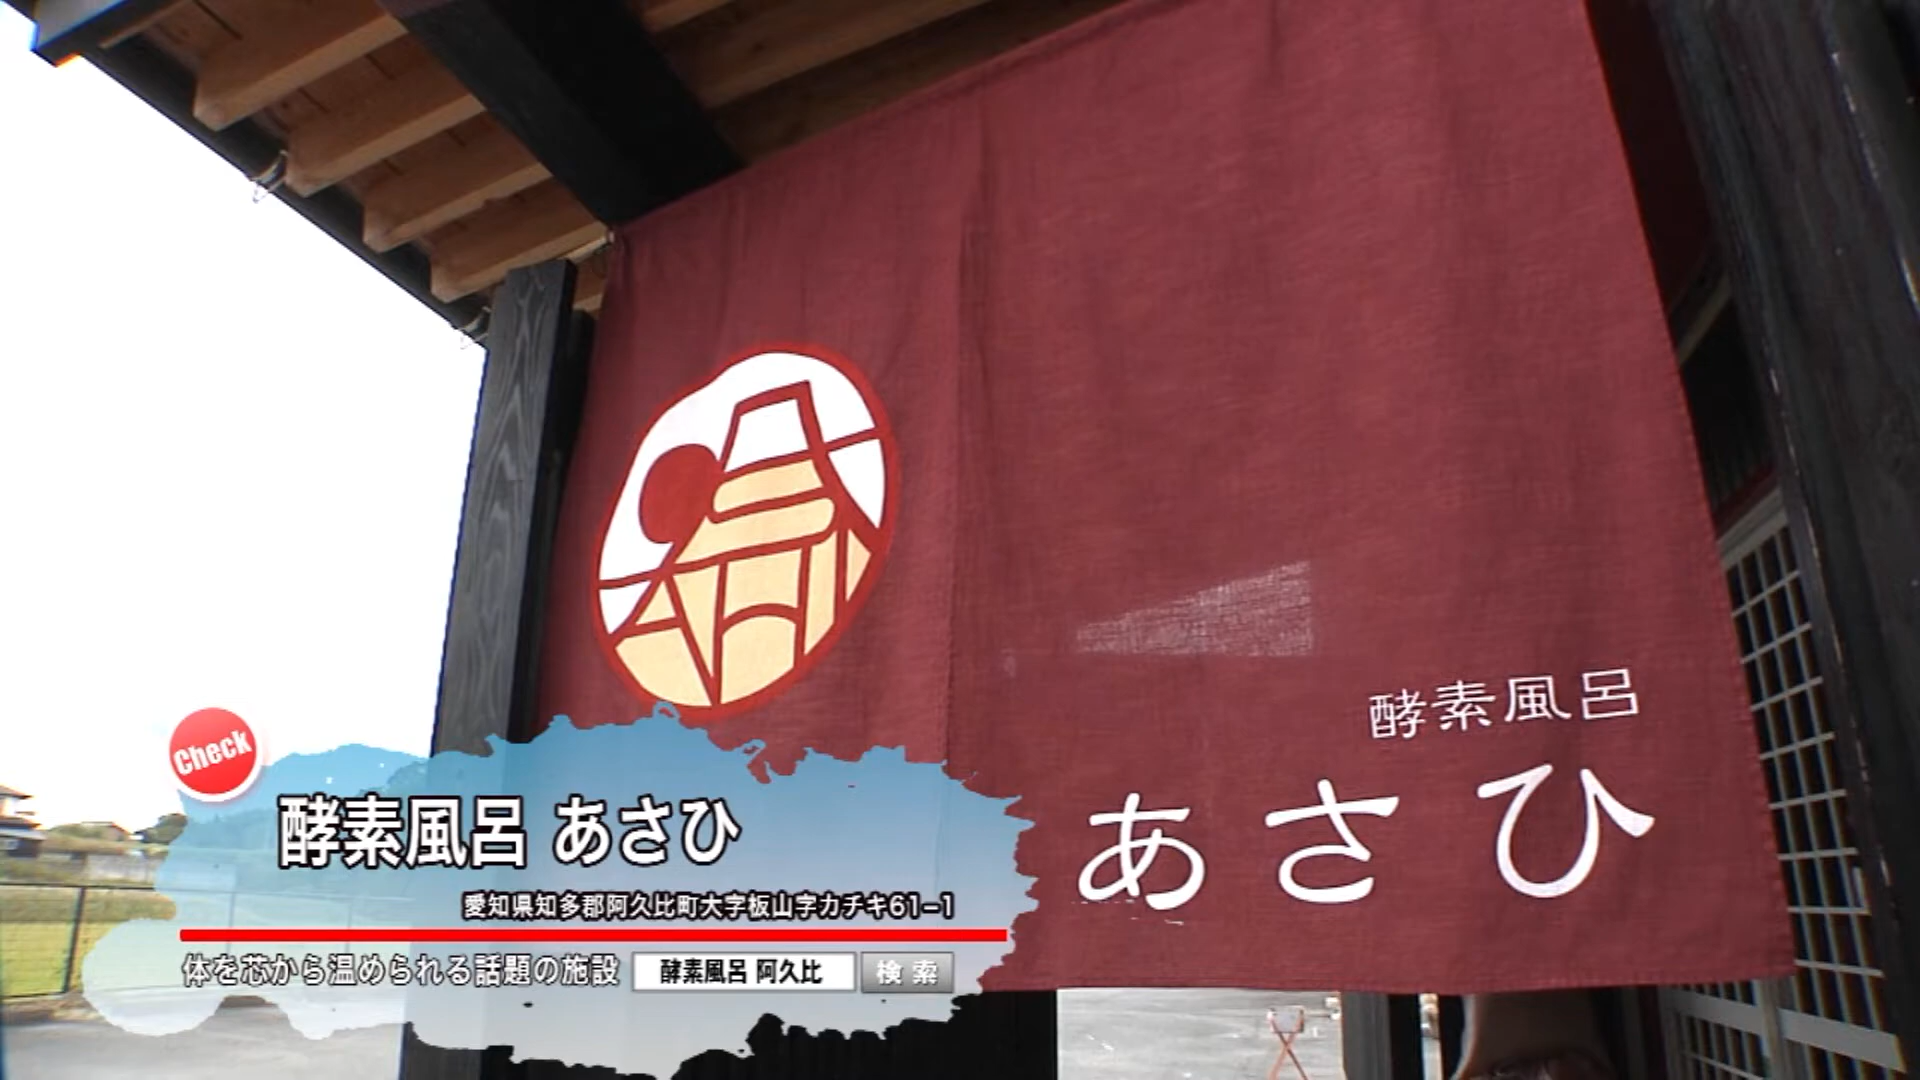 酵素風呂
あさひ
Check
酵素風呂 あさひ
愛知県知多郡阿久比町大字板山字カチキ61-1
体を芯から温められる話題の施設 酵素風呂 阿久比 検索